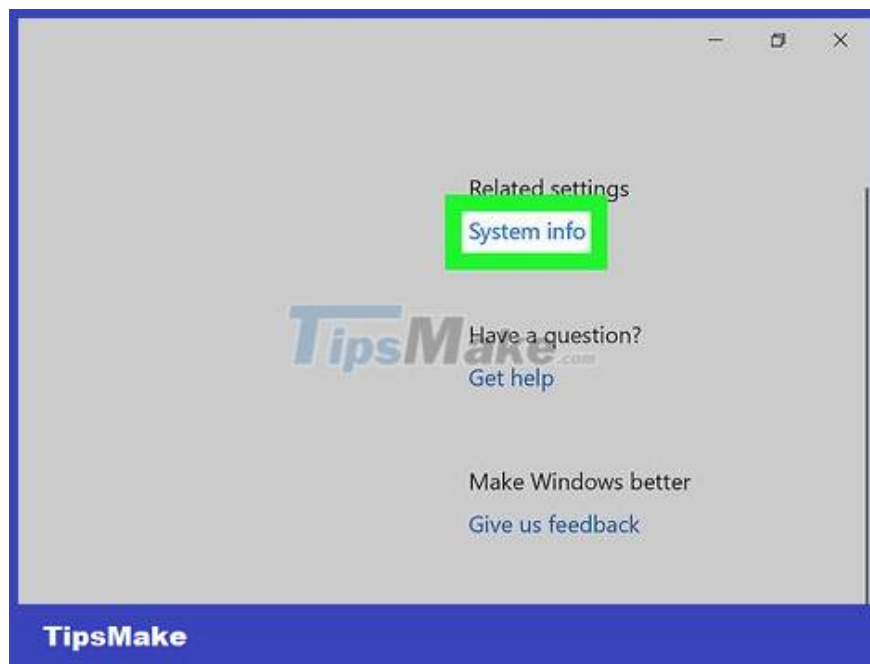 Related settings
System info
TipsMake.com
Have a question?
Get help
Make Windows better
Give us feedback
TipsMake